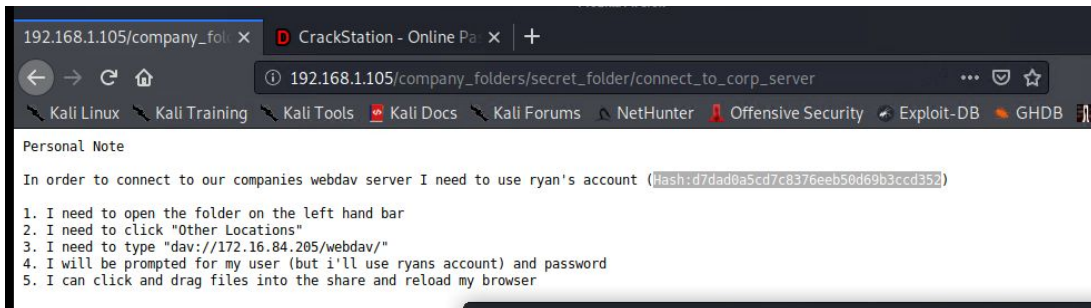 192.168.1.105/company_fol
CrackStation - Online Pa
192.168.1.105/company_folders/secret_folder/connect_to_corp_server
Kali Linux Kali Training Kali Tools Kali Docs Kali Forums NetHunter Offensive Security Exploit-DB GHDB
Personal Note
In order to connect to our companies webdav server I need to use ryan's account (Hash:d7dad0a5cd7c8376eeb50d69b3ccd352)
1. I need to open the folder on the left hand bar
2. I need to click "Other Locations"
3. I need to type "dav://172.16.84.205/webdav/"
4. I will be prompted for my user (but i'll use ryans account) and password
5. I can click and drag files into the share and reload my browser